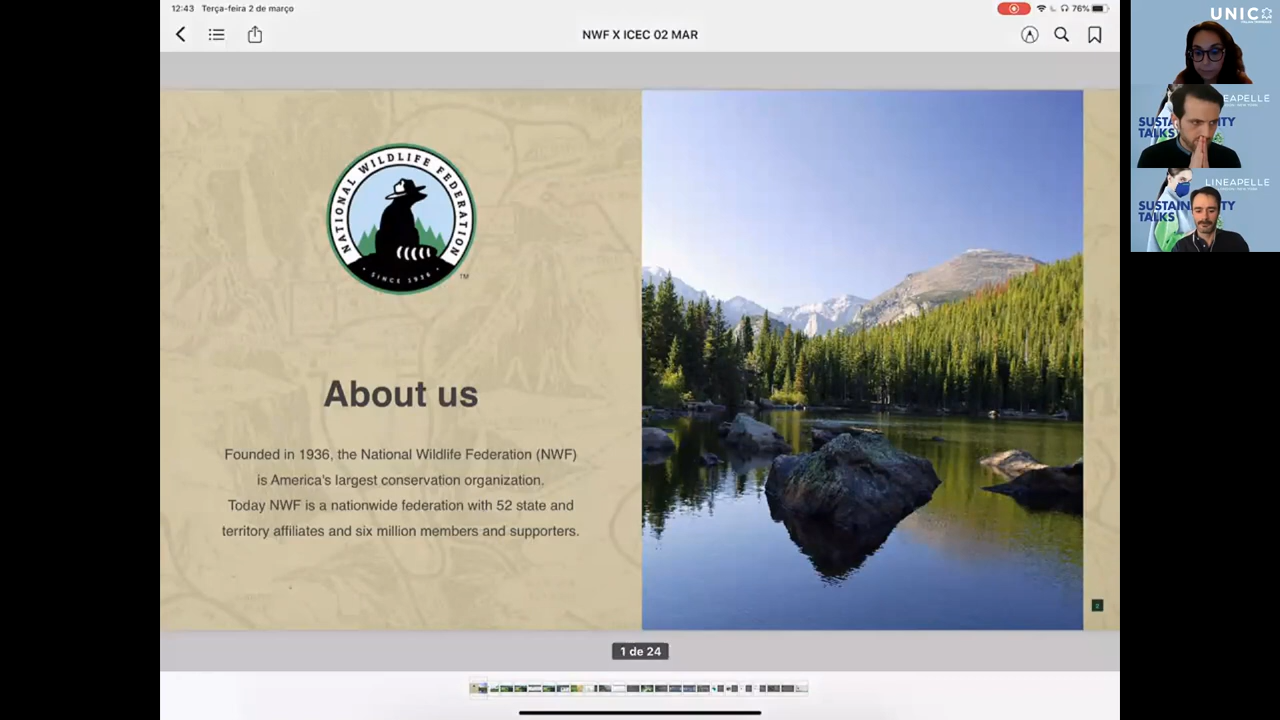 12:43 Terça-feira 2 de março
76%
NWF X ICEC 02 MAR
NATIONAL WILDLIFE FEDERATION
SINCE 1936
TM
About us
Founded in 1936, the National Wildlife Federation (NWF)
is America's largest conservation organization.
Today NWF is a nationwide federation with 52 state and
territory affiliates and six million members and supporters.
1 de 24
UNIC
LINEAPELLE
SUSTAINABILITY
TALKS
LINEAPELLE
SUSTAIN TY
TALKS